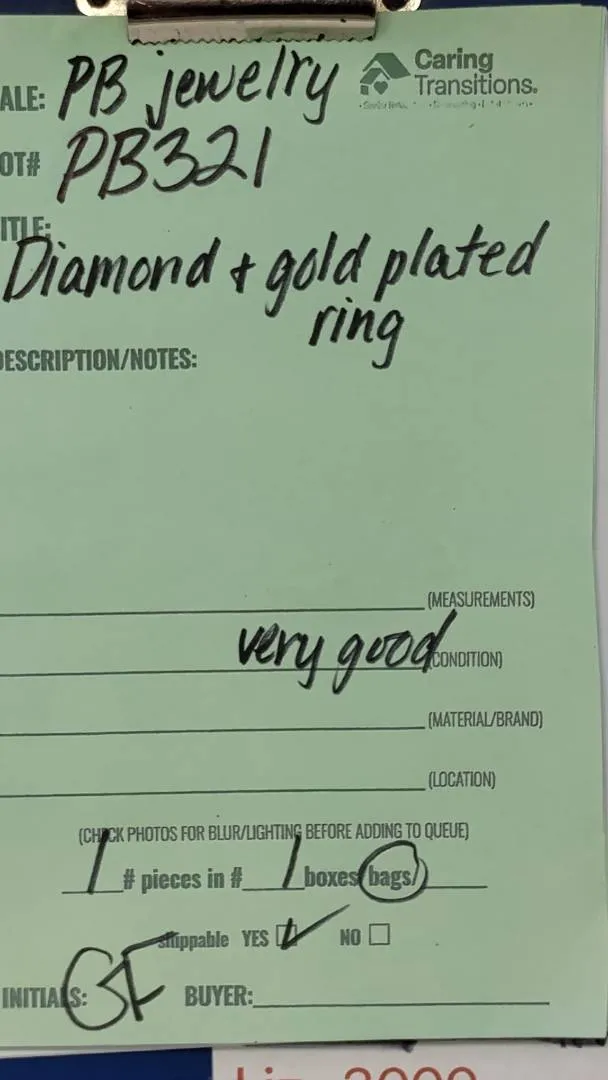 Caring
Transitions.
ALE: PB jewelry
OT# PB321
ITLE:
Diamond + gold plated
ring
DESCRIPTION/NOTES:
(MEASUREMENTS)
very good (CONDITION)
(MATERIAL/BRAND)
(LOCATION)
(CHECK PHOTOS FOR BLUR/LIGHTING BEFORE ADDING TO QUEUE)
1 # pieces in # 1 boxes/bags/
shippable YES ☑ NO ☐
INITIALS: GF BUYER: